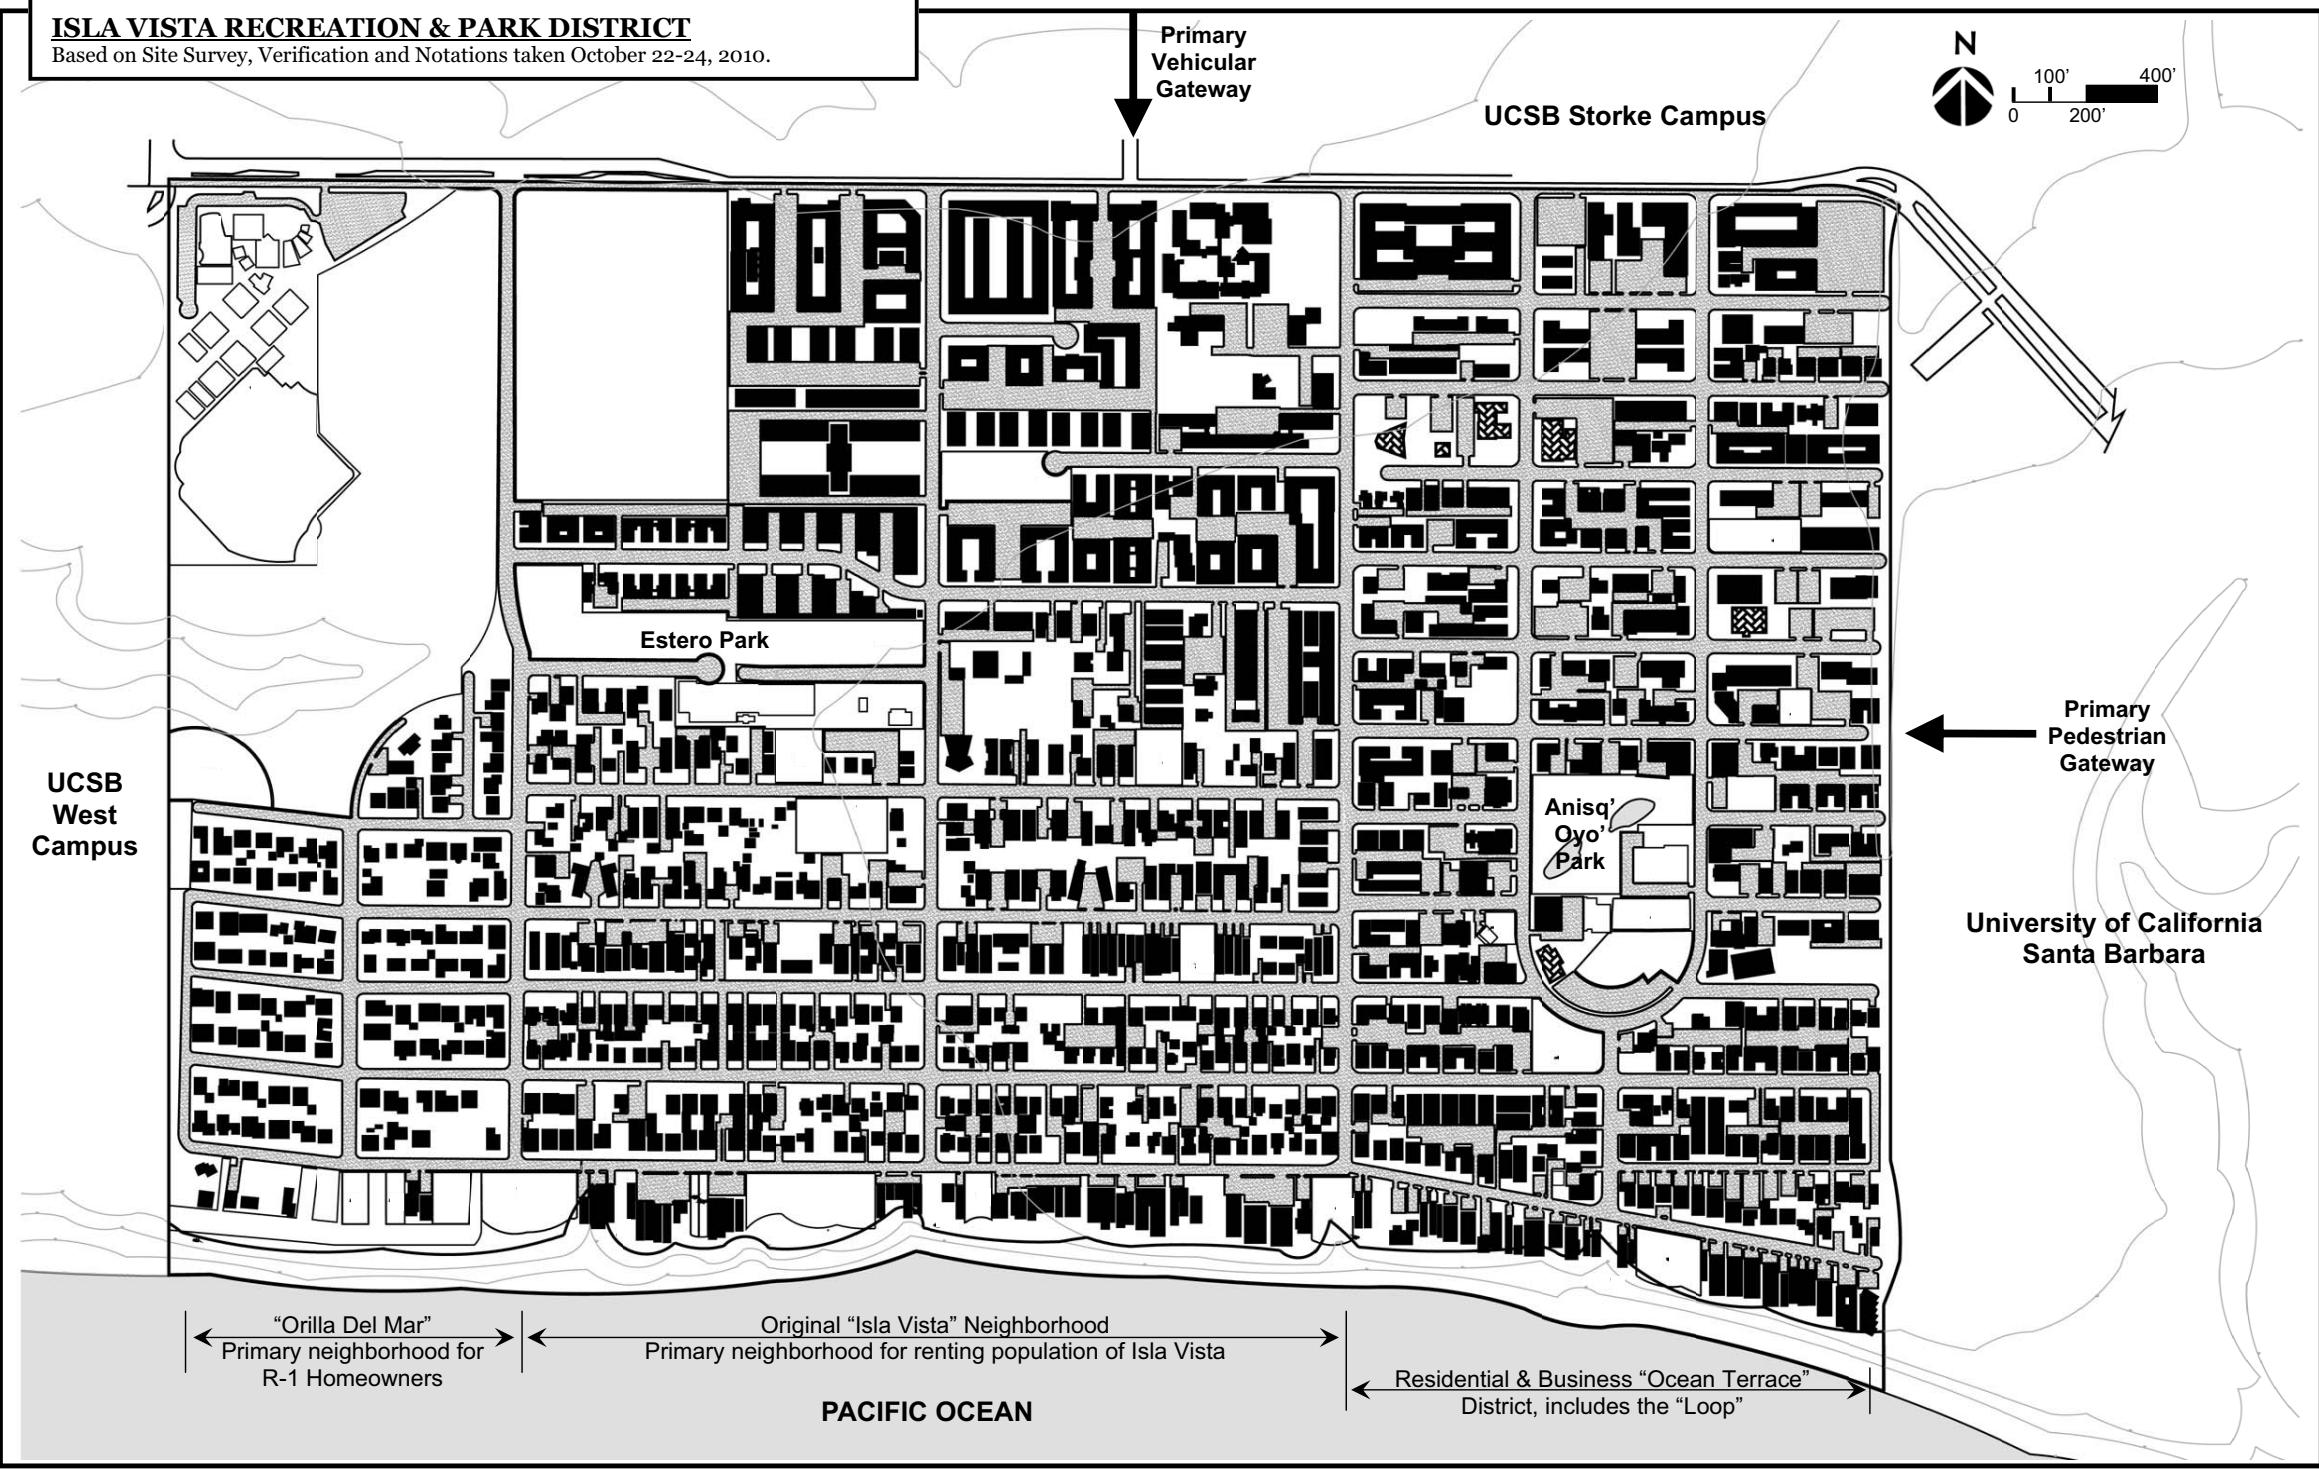 ISLA VISTA RECREATION & PARK DISTRICT
Based on Site Survey, Verification and Notations taken October 22-24, 2010.
Primary
Vehicular
Gateway
UCSB Storke Campus
N
100’ 400’
0 200’
Estero Park
Primary
Pedestrian
Gateway
UCSB
West
Campus
Anisq’
Oyo’
Park
University of California
Santa Barbara
“Orilla Del Mar”
Primary neighborhood for
R-1 Homeowners
Original “Isla Vista” Neighborhood
Primary neighborhood for renting population of Isla Vista
Residential & Business “Ocean Terrace”
District, includes the “Loop”
PACIFIC OCEAN